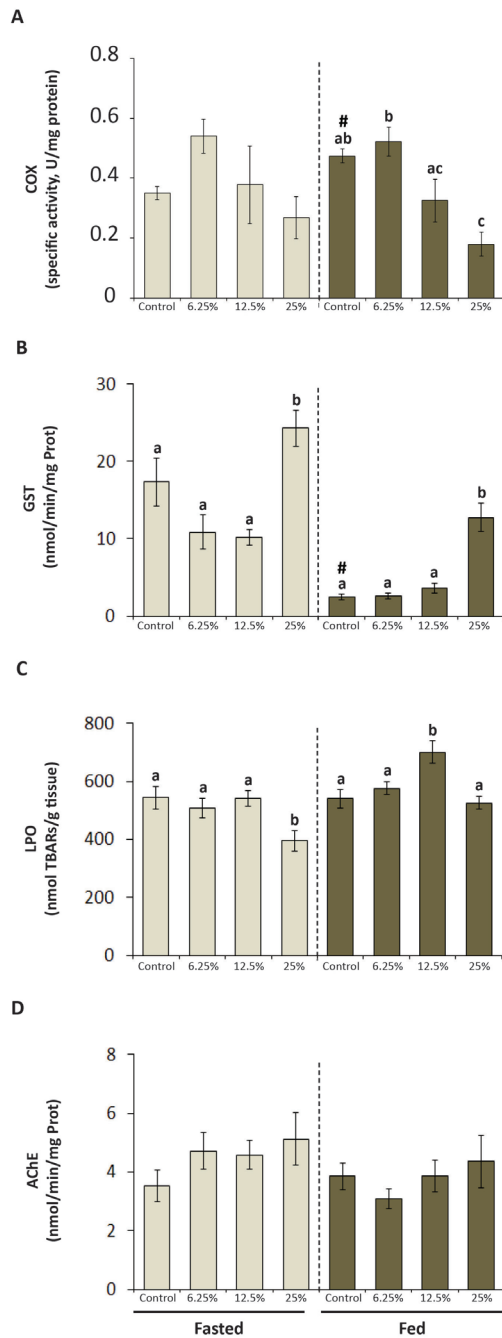 A
COX
(specific activity, U/mg protein)
0.8
0.6
0.4
0.2
0
#
ab
b
ac
c
Control 6.25% 12.5% 25% Control 6.25% 12.5% 25%
B
GST
(nmol/min/mg Prot)
30
20
10
0
a
a
a
b
#
a
a
a
b
Control 6.25% 12.5% 25% Control 6.25% 12.5% 25%
C
LPO
(nmol TBARs/g tissue)
800
600
400
200
0
a
a
a
b
a
a
b
a
Control 6.25% 12.5% 25% Control 6.25% 12.5% 25%
D
AChE
(nmol/min/mg Prot)
8
6
4
2
0
Control 6.25% 12.5% 25% Control 6.25% 12.5% 25%
Fasted Fed